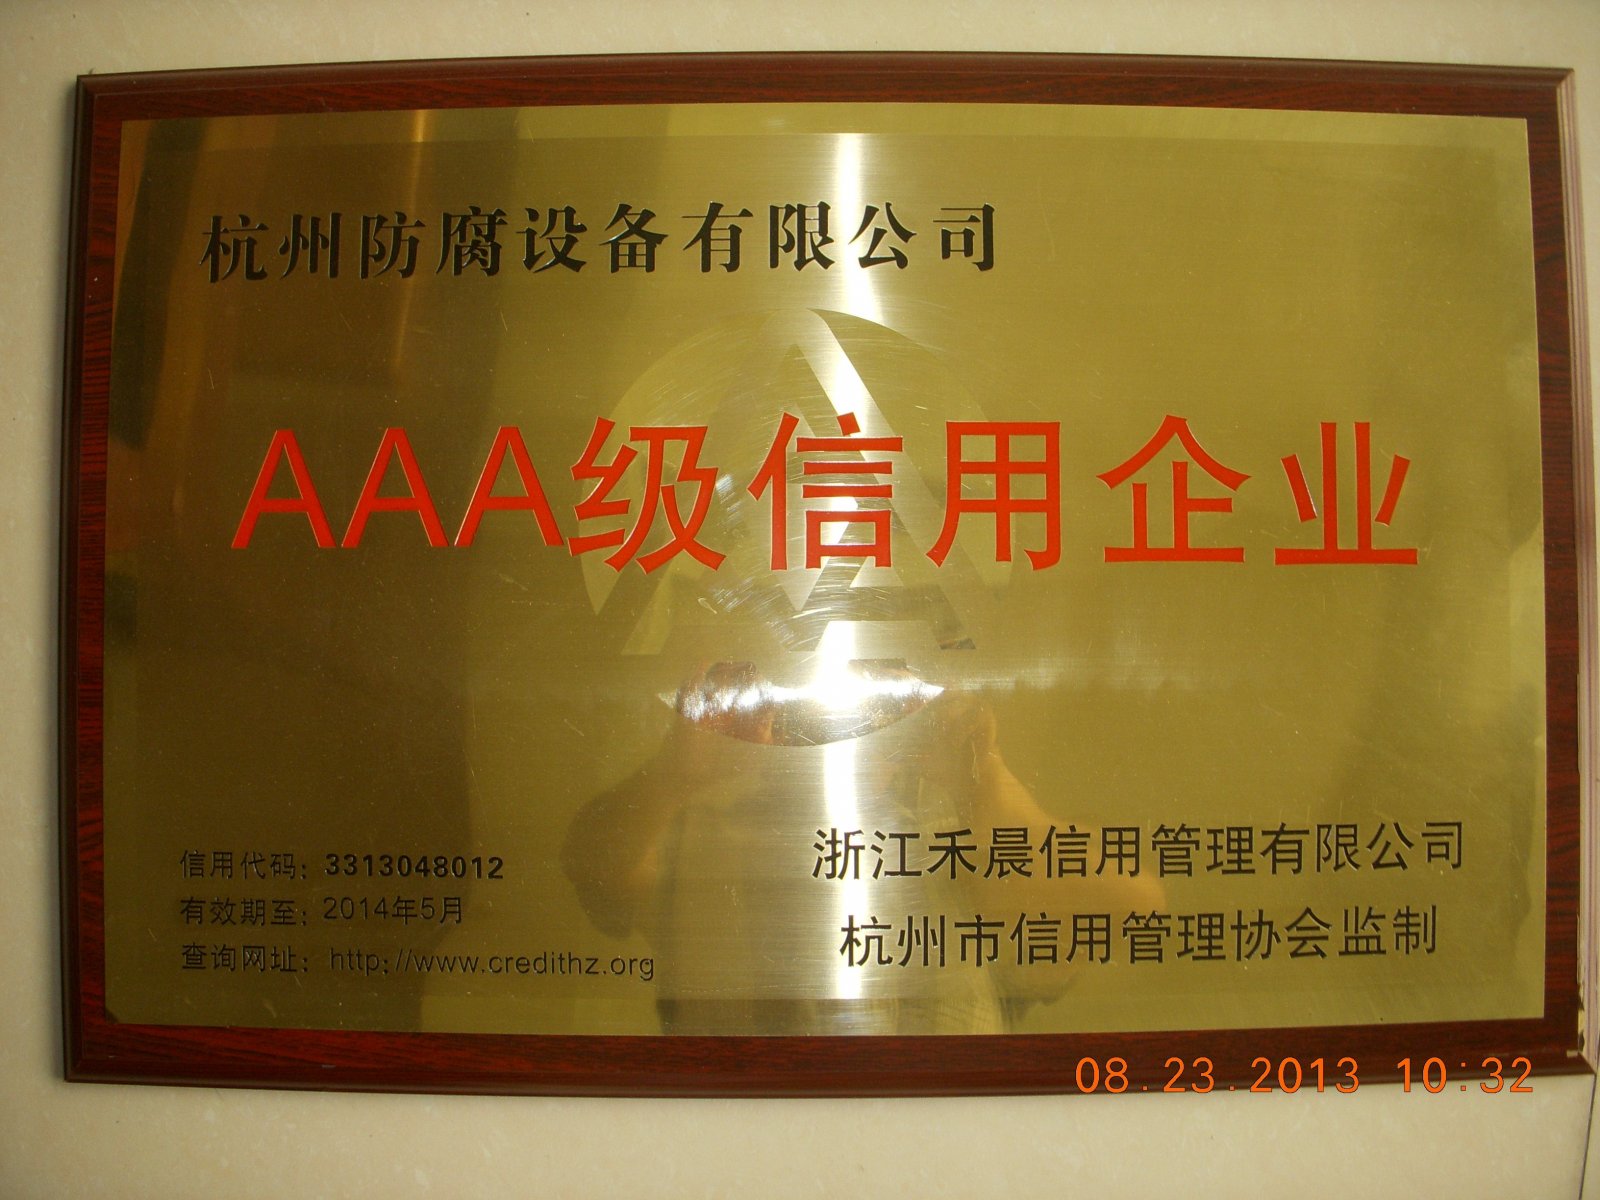 杭州防腐设备有限公司
AAA级信用企业
信用代码：3313048012
有效期至：2014年5月
查询网址：http://www.credithz.org
浙江禾晨信用管理有限公司
杭州市信用管理协会监制
08.23.2013 10:32